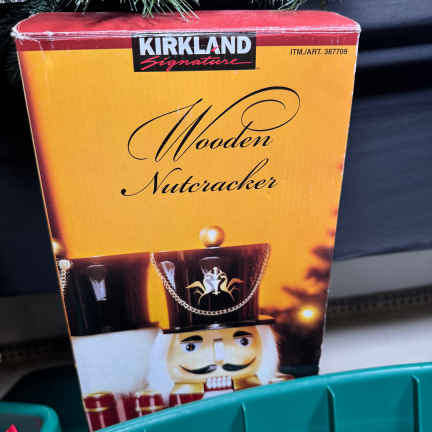 KIRKLAND
Signature
ITM./ART. 387709
Wooden
Nutcracker